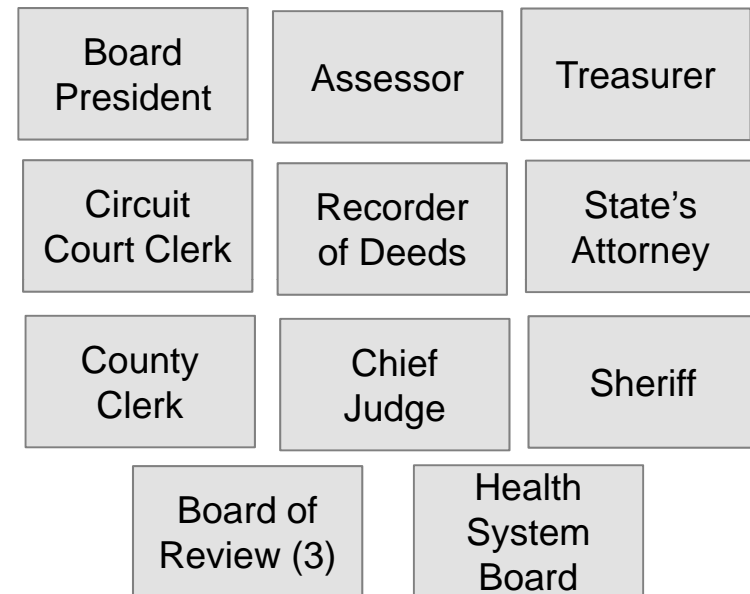 Board
President
Assessor
Treasurer
Circuit
Court Clerk
Recorder
of Deeds
State’s
Attorney
County
Clerk
Chief
Judge
Sheriff
Board of
Review (3)
Health
System
Board